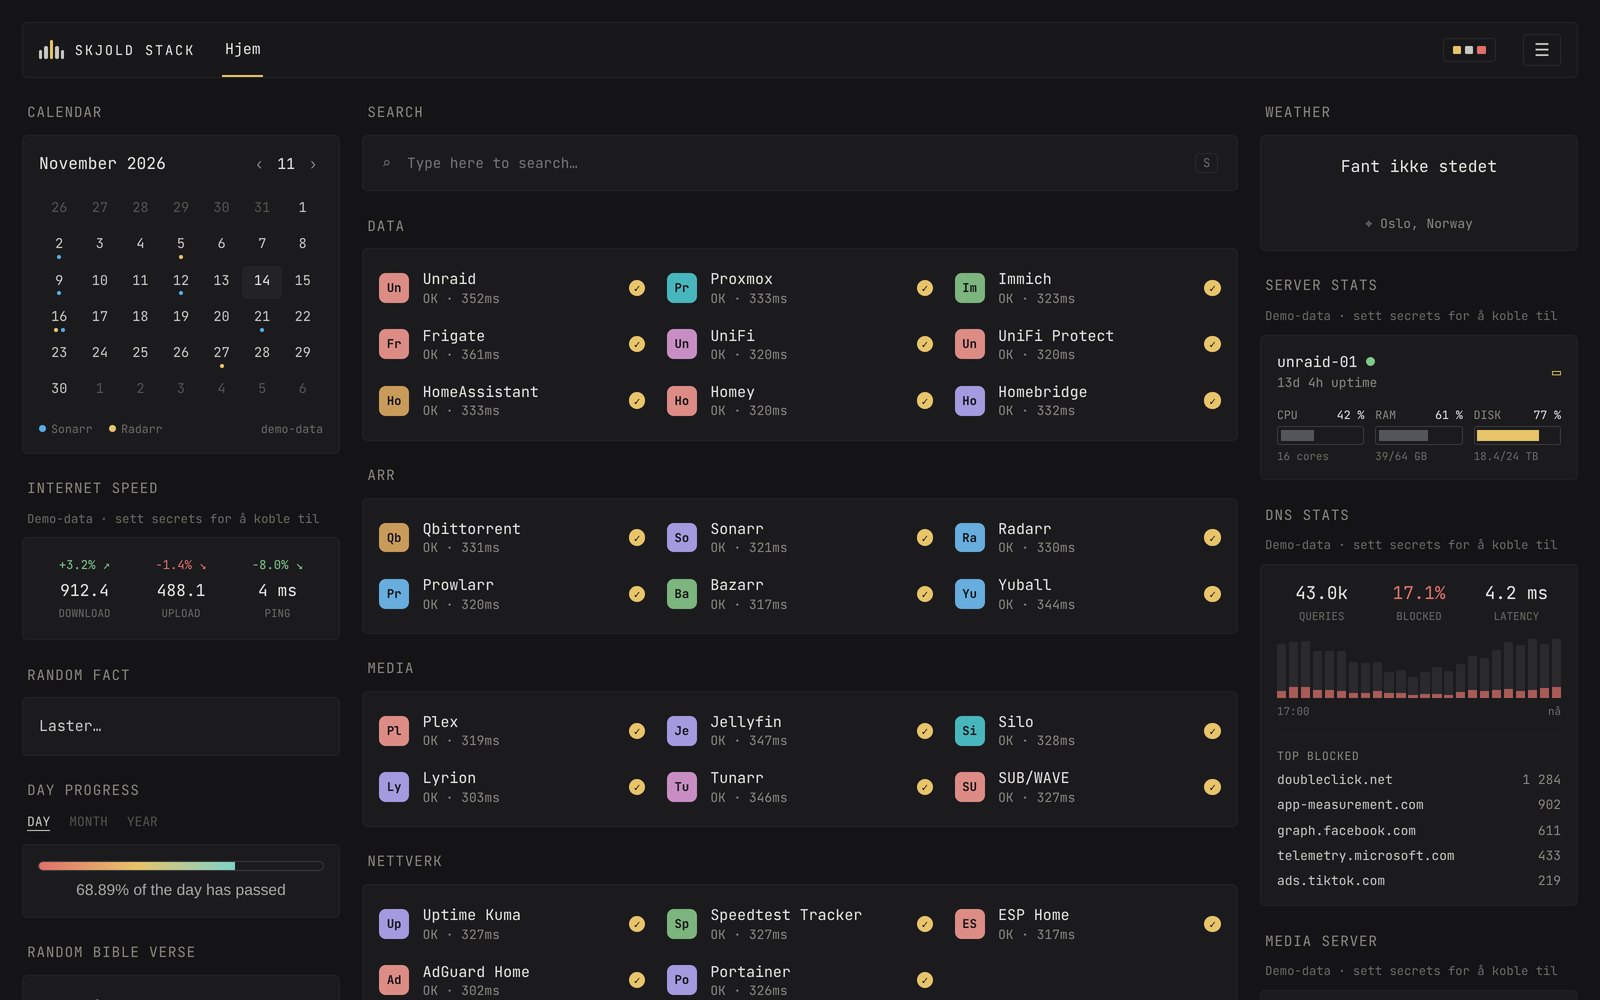 SKJOLD STACK
Hjem
CALENDAR
November 2026
‹ 11 ›
26 27 28 29 30 31 1
2 3 4 5 6 7 8
9 10 11 12 13 14 15
16 17 18 19 20 21 22
23 24 25 26 27 28 29
30 1 2 3 4 5 6
Sonarr Radarr demo-data
INTERNET SPEED
Demo-data · sett secrets for å koble til
+3.2% ↗ -1.4% ↘ -8.0% ↘
912.4 488.1 4 ms
DOWNLOAD UPLOAD PING
RANDOM FACT
Laster…
DAY PROGRESS
DAY MONTH YEAR
68.89% of the day has passed
RANDOM BIBLE VERSE
SEARCH
Type here to search…
S
DATA
Un Unraid
OK · 352ms
Pr Proxmox
OK · 333ms
Im Immich
OK · 323ms
Fr Frigate
OK · 361ms
Un UniFi
OK · 320ms
Un UniFi Protect
OK · 320ms
Ho HomeAssistant
OK · 333ms
Ho Homey
OK · 320ms
Ho Homebridge
OK · 332ms
ARR
Qb Qbittorrent
OK · 331ms
So Sonarr
OK · 321ms
Ra Radarr
OK · 330ms
Pr Prowlarr
OK · 320ms
Ba Bazarr
OK · 317ms
Yu Yuball
OK · 344ms
MEDIA
Pl Plex
OK · 319ms
Je Jellyfin
OK · 347ms
Si Silo
OK · 328ms
Ly Lyrion
OK · 303ms
Tu Tunarr
OK · 346ms
SU SUB/WAVE
OK · 327ms
NETTVERK
Up Uptime Kuma
OK · 327ms
Sp Speedtest Tracker
OK · 327ms
ES ESP Home
OK · 317ms
Ad AdGuard Home
OK · 302ms
Po Portainer
OK · 326ms
WEATHER
Fant ikke stedet
Oslo, Norway
SERVER STATS
Demo-data · sett secrets for å koble til
unraid-01
13d 4h uptime
CPU 42 % RAM 61 % DISK 77 %
16 cores 39/64 GB 18.4/24 TB
DNS STATS
Demo-data · sett secrets for å koble til
43.0k 17.1% 4.2 ms
QUERIES BLOCKED LATENCY
17:00 nå
TOP BLOCKED
doubleclick.net 1 284
app-measurement.com 902
graph.facebook.com 611
telemetry.microsoft.com 433
ads.tiktok.com 219
MEDIA SERVER
Demo-data · sett secrets for å koble til